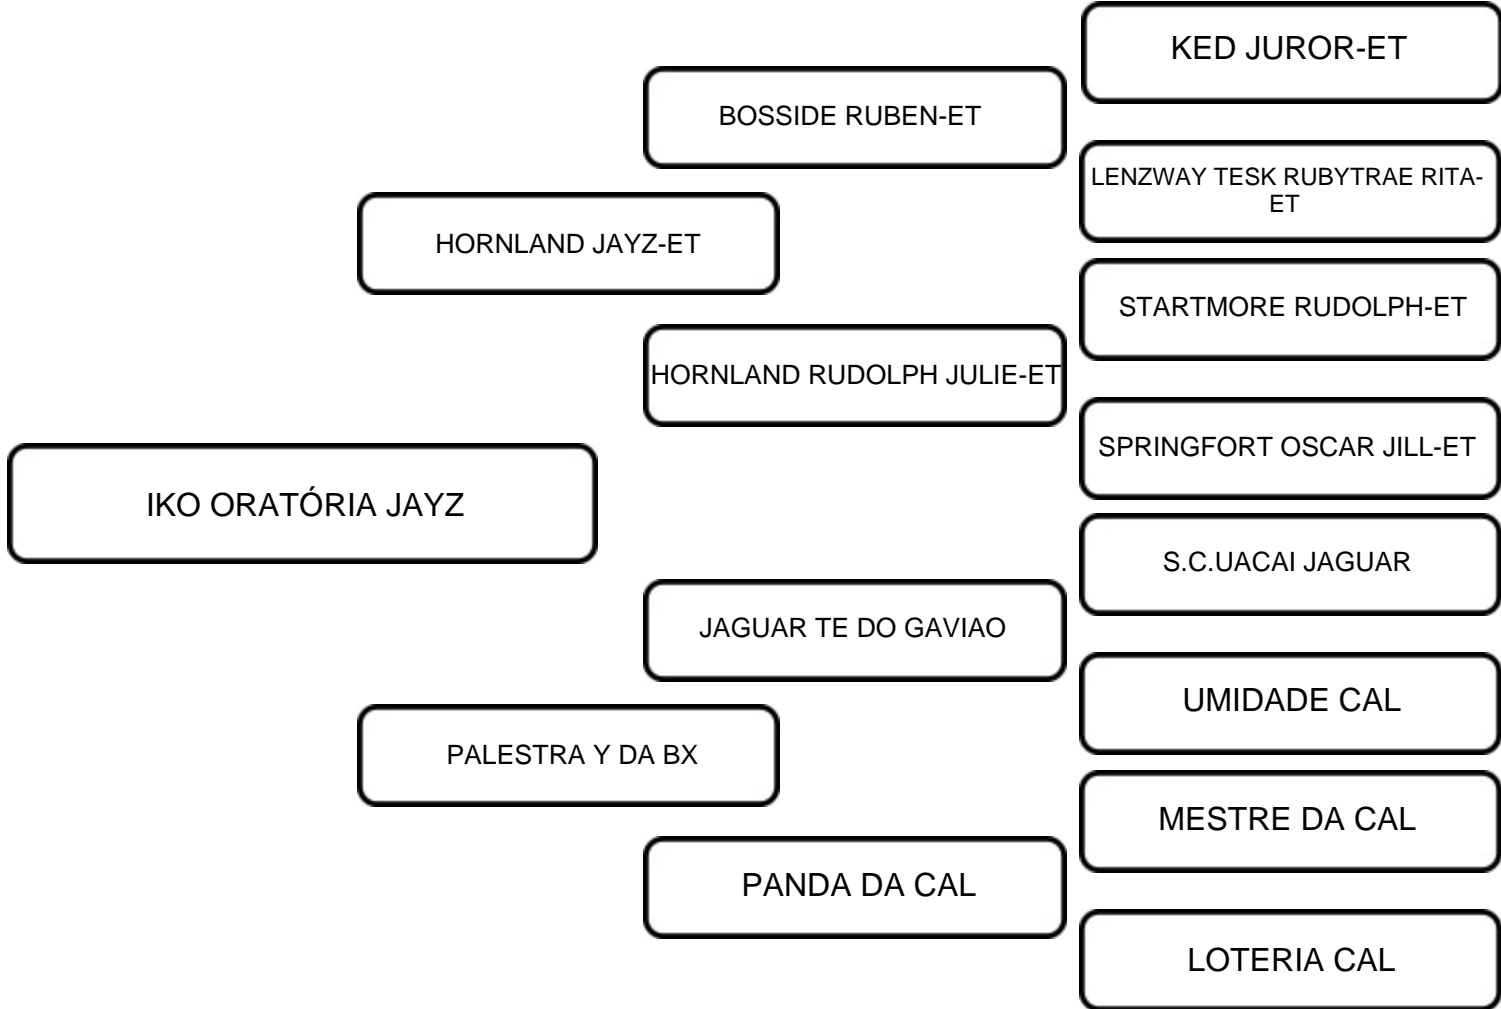 KED JUROR-ET
BOSSIDE RUBEN-ET
LENZWAY TESK RUBYTRAE RITA-
ET
HORNLAND JAYZ-ET
STARTMORE RUDOLPH-ET
HORNLAND RUDOLPH JULIE-ET
SPRINGFORT OSCAR JILL-ET
IKO ORATÓRIA JAYZ
S.C.UACAI JAGUAR
JAGUAR TE DO GAVIAO
UMIDADE CAL
PALESTRA Y DA BX
MESTRE DA CAL
PANDA DA CAL
LOTERIA CAL